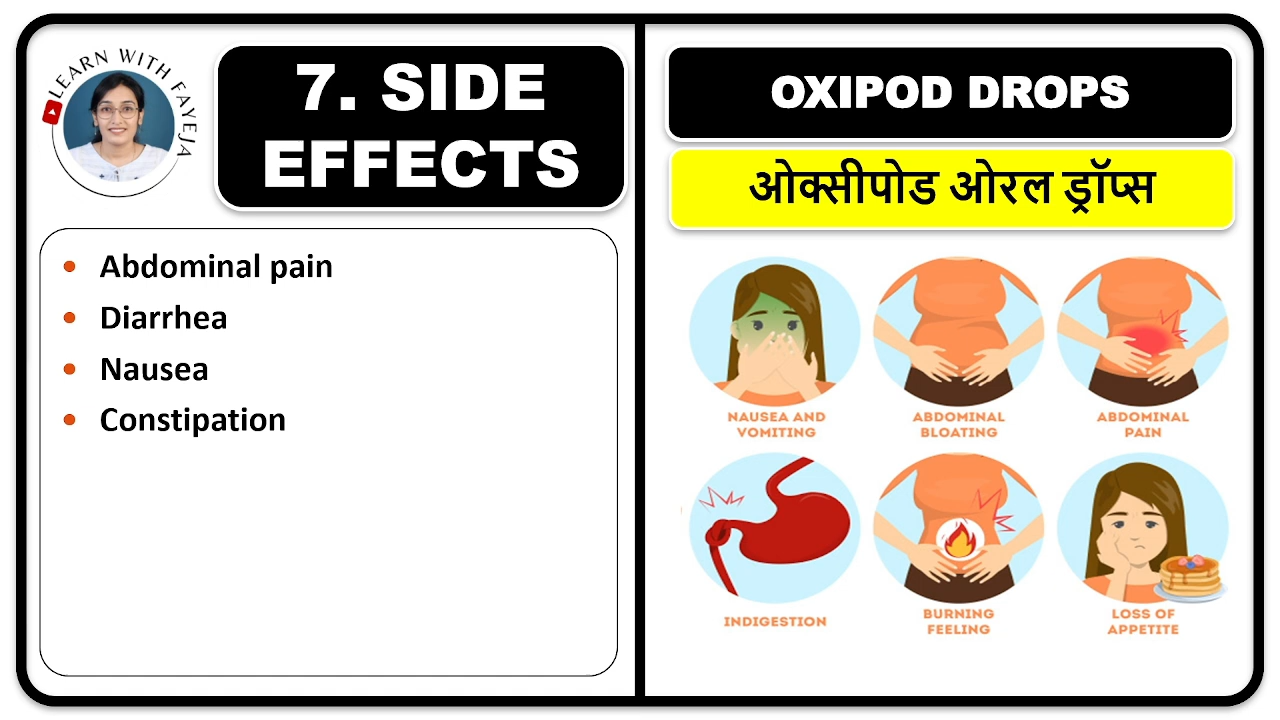 LEARN WITH FAYEJA
7. SIDE
EFFECTS
Abdominal pain
Diarrhea
Nausea
Constipation
OXIPOD DROPS
ओक्सीपोड ओरल ड्रॉप्स
NAUSEA AND
VOMITING
ABDOMINAL
BLOATING
ABDOMINAL
PAIN
INDIGESTION
BURNING
FEELING
LOSS OF
APPETITE